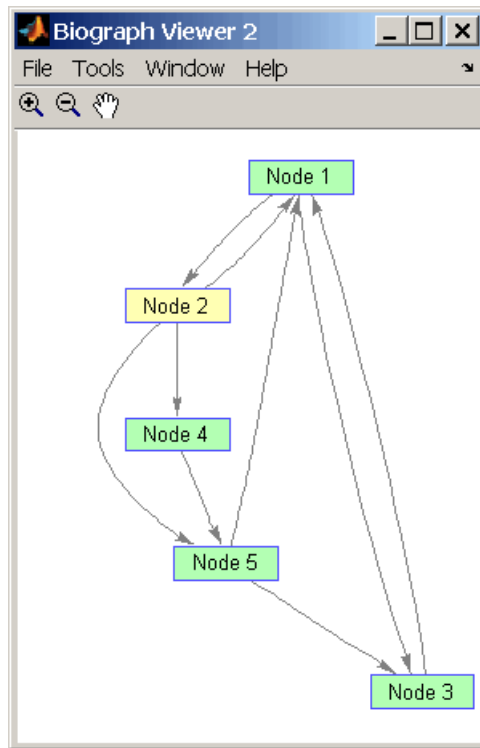 Biograph Viewer 2
File Tools Window Help
Node 1
Node 2
Node 4
Node 5
Node 3